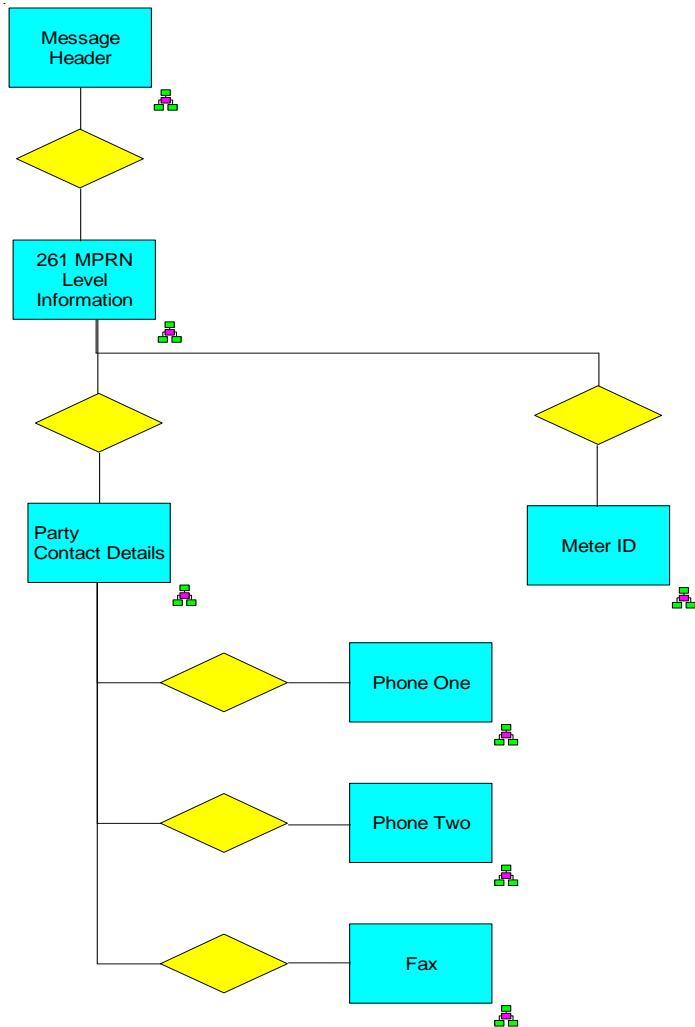 Message
Header
261 MPRN
Level
Information
Party
Contact Details
Meter ID
Phone One
Phone Two
Fax